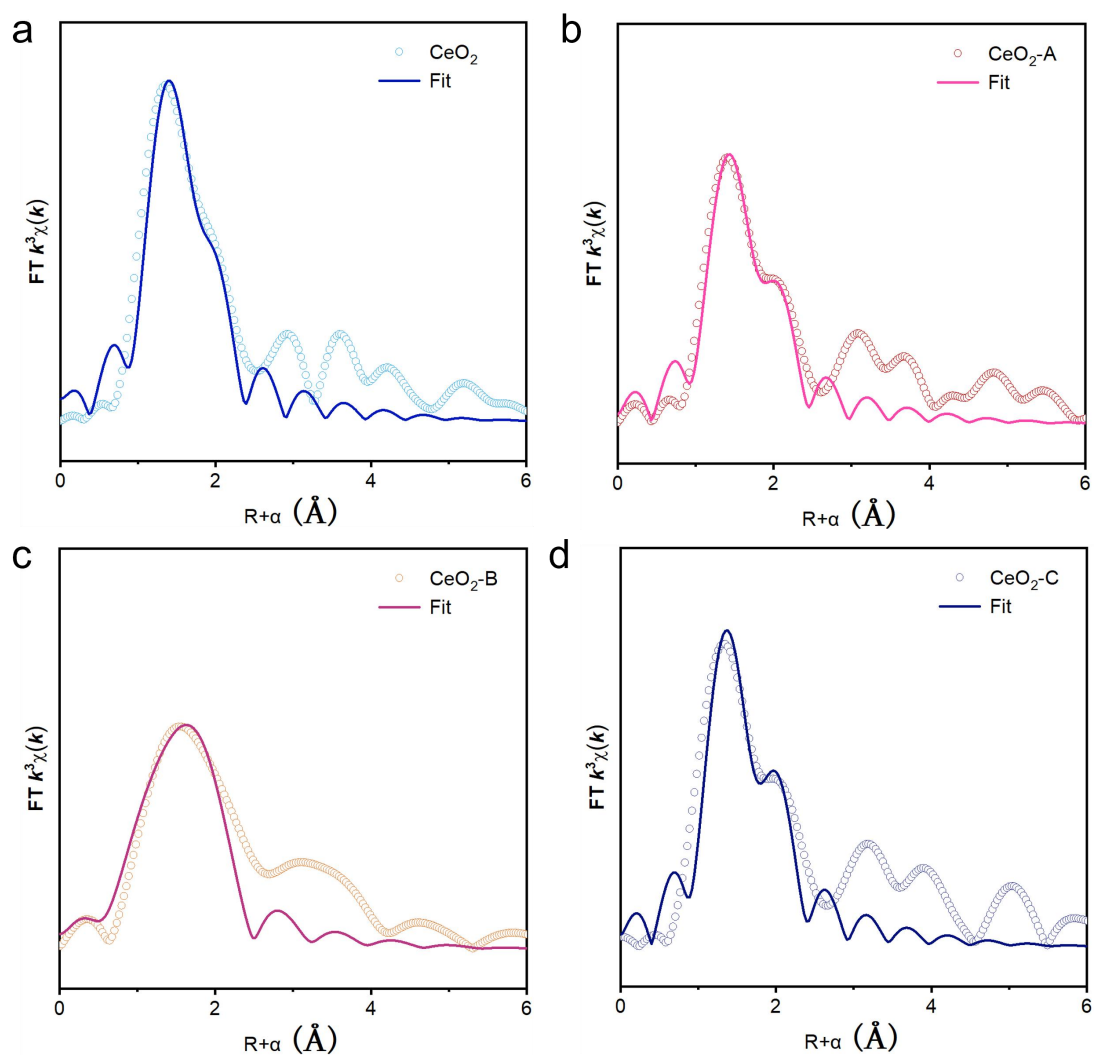 a
CeO₂
Fit
FT k³χ(k)
0 2 4 6
R+α (Å)
b
CeO₂-A
Fit
FT k³χ(k)
0 2 4 6
R+α (Å)
c
CeO₂-B
Fit
FT k³χ(k)
0 2 4 6
R+α (Å)
d
CeO₂-C
Fit
FT k³χ(k)
0 2 4 6
R+α (Å)